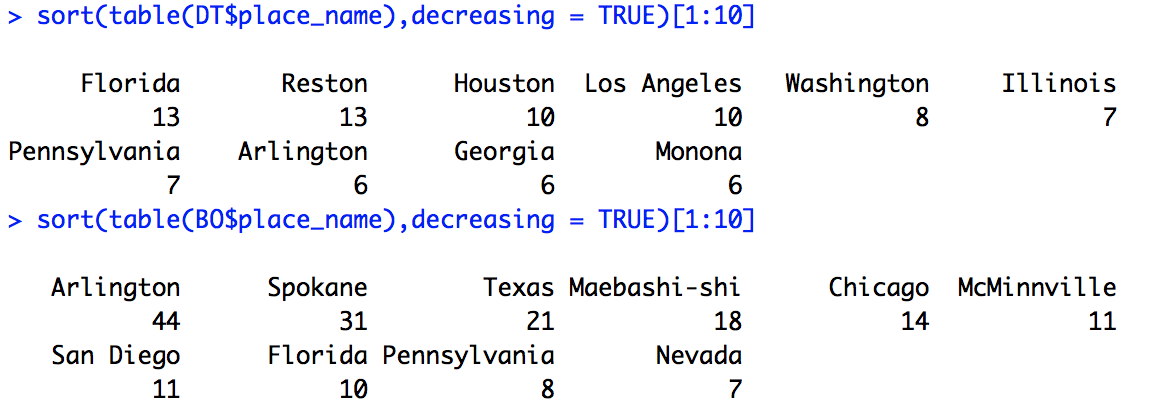 > sort(table(DT$place_name),decreasing = TRUE)[1:10]
Florida Reston Houston Los Angeles Washington Illinois
13 13 10 10 8 7
Pennsylvania Arlington Georgia Monona
7 6 6 6
> sort(table(BO$place_name),decreasing = TRUE)[1:10]
Arlington Spokane Texas Maebashi-shi Chicago McMinnville
44 31 21 18 14 11
San Diego Florida Pennsylvania Nevada
11 10 8 7